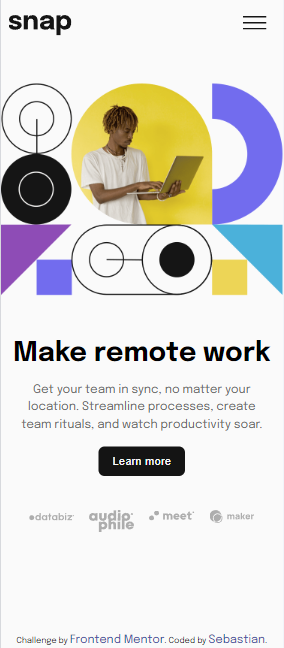 snap
Make remote work
Get your team in sync, no matter your
location. Streamline processes, create
team rituals, and watch productivity soar.
Learn more
databiz
audiophile
meet
maker
Challenge by Frontend Mentor. Coded by Sebastian.